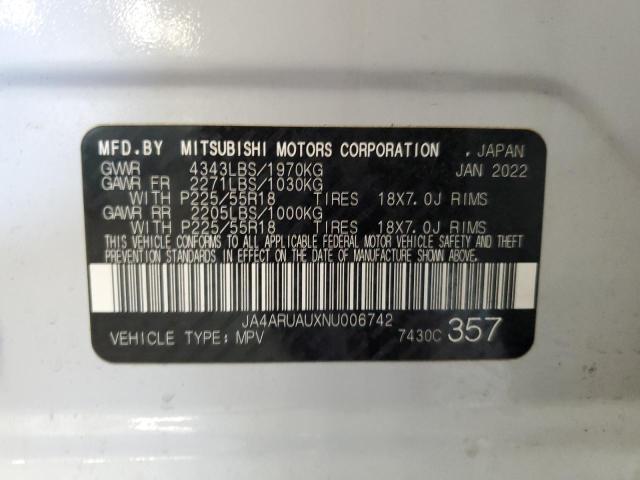 MFD.BY MITSUBISHI MOTORS CORPORATION , JAPAN
GVWR 4343LBS/1970KG JAN 2022
GAWR FR 2271LBS/1030KG
WITH P225/55R18 TIRES 18X7.0J RIMS
GAWR RR 2205LBS/1000KG
WITH P225/55R18 TIRES 18X7.0J RIMS
THIS VEHICLE CONFORMS TO ALL APPLICABLE FEDERAL MOTOR VEHICLE SAFETY AND THEFT
PREVENTION STANDARDS IN EFFECT ON THE DATE OF MANUFACTURE SHOWN ABOVE.
JA4ARUAUXNU006742
VEHICLE TYPE: MPV 7430C 357